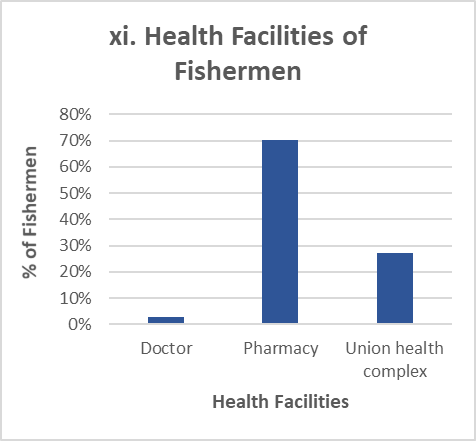 xi. Health Facilities of
Fishermen
80%
70%
60%
50%
40%
30%
20%
10%
0%
% of Fishermen
Doctor
Pharmacy
Union health
complex
Health Facilities